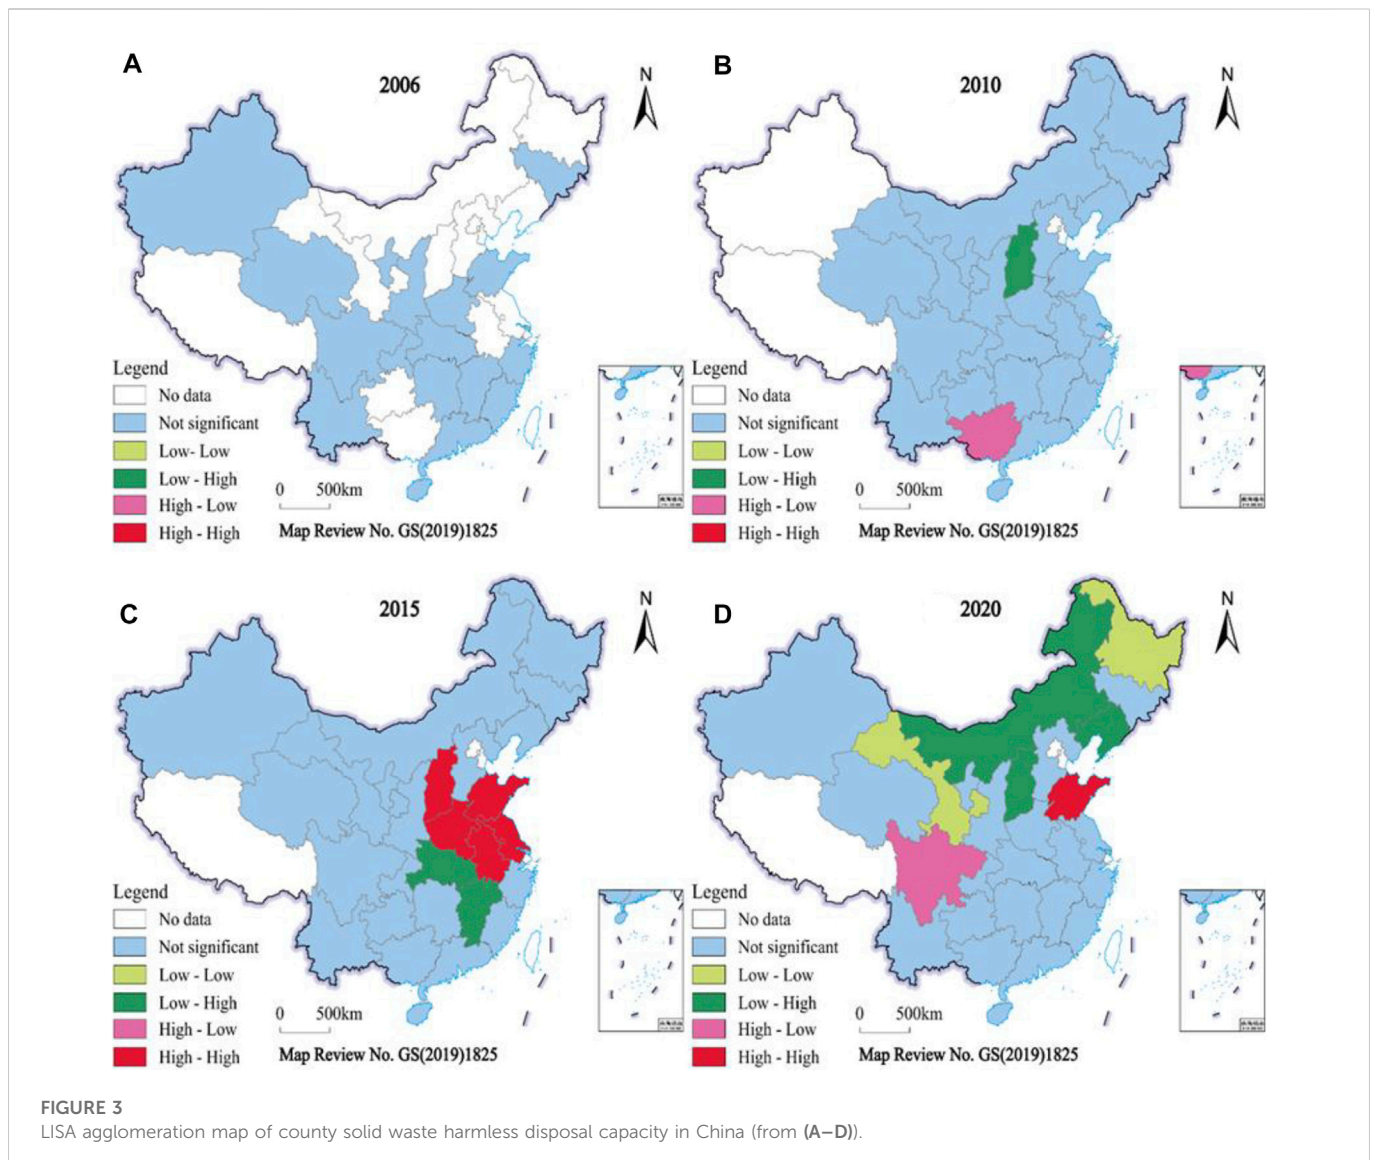 A
2006
N
Legend
No data
Not significant
Low- Low
Low - High
High - Low
High - High
0 500km
Map Review No. GS(2019)1825
B
2010
N
Legend
No data
Not significant
Low - Low
Low - High
High - Low
High - High
0 500km
Map Review No. GS(2019)1825
C
2015
N
Legend
No data
Not significant
Low - Low
Low - High
High - Low
High - High
0 500km
Map Review No. GS(2019)1825
D
2020
N
Legend
No data
Not significant
Low - Low
Low - High
High - Low
High - High
0 500km
Map Review No. GS(2019)1825
FIGURE 3
LISA agglomeration map of county solid waste harmless disposal capacity in China (from (A–D)).